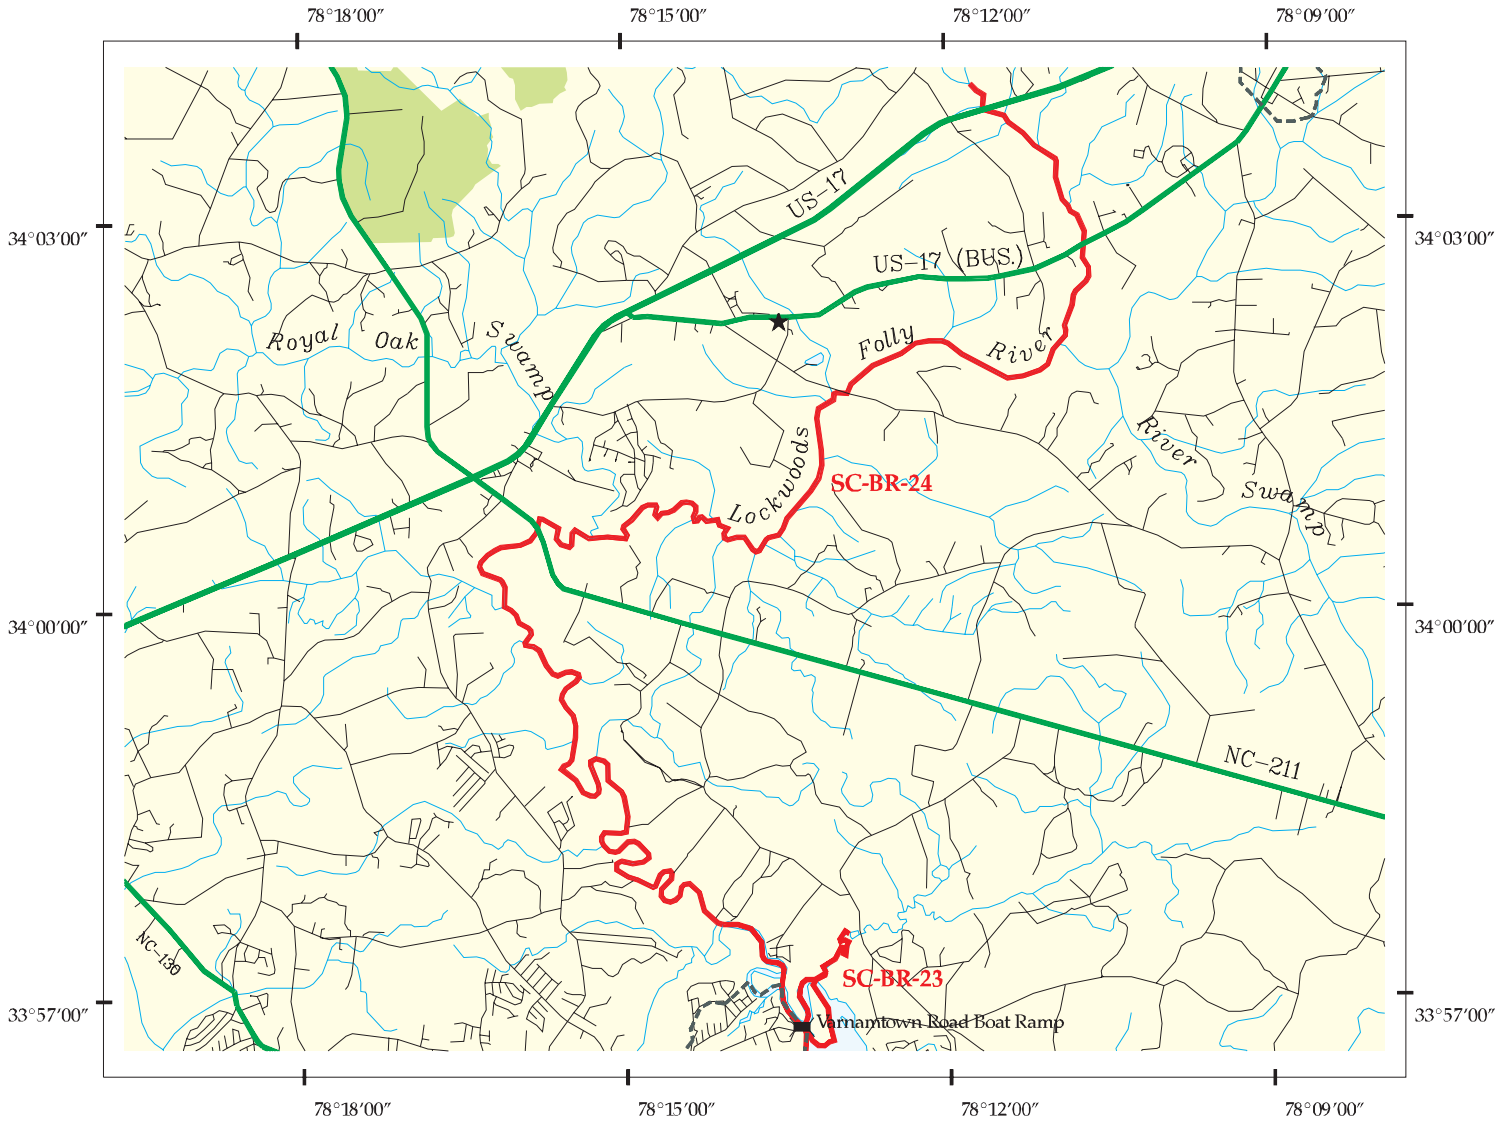 78°18′00″ 78°15′00″ 78°12′00″ 78°09′00″
US-17
34°03′00″ 34°03′00″
US-17 (BUS.)
Royal Oak Swamp
Folly River
River Swamp
Lockwoods
SC-BR-24
34°00′00″ 34°00′00″
NC-211
NC-130
SC-BR-23
33°57′00″ 33°57′00″
Varnamtown Road Boat Ramp
78°18′00″ 78°15′00″ 78°12′00″ 78°09′00″